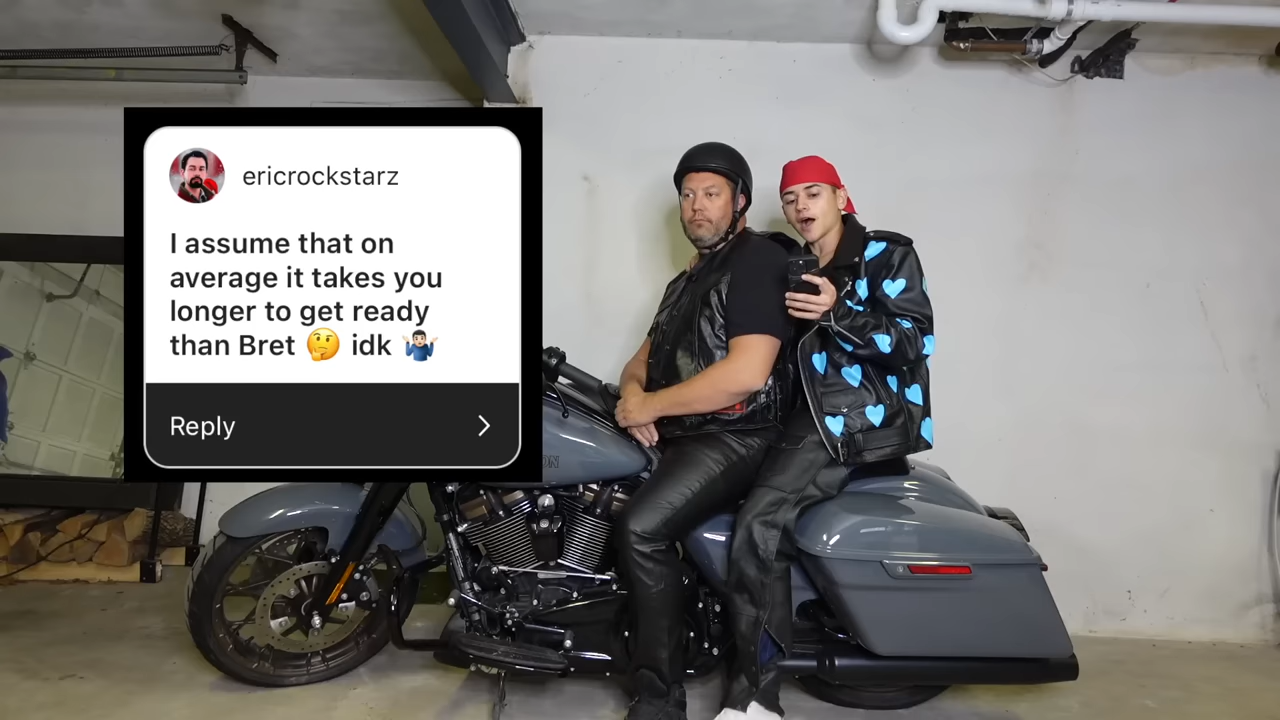 ericrockstarz
I assume that on
average it takes you
longer to get ready
than Bret 🤔 idk 🤷🏻‍♂️
Reply